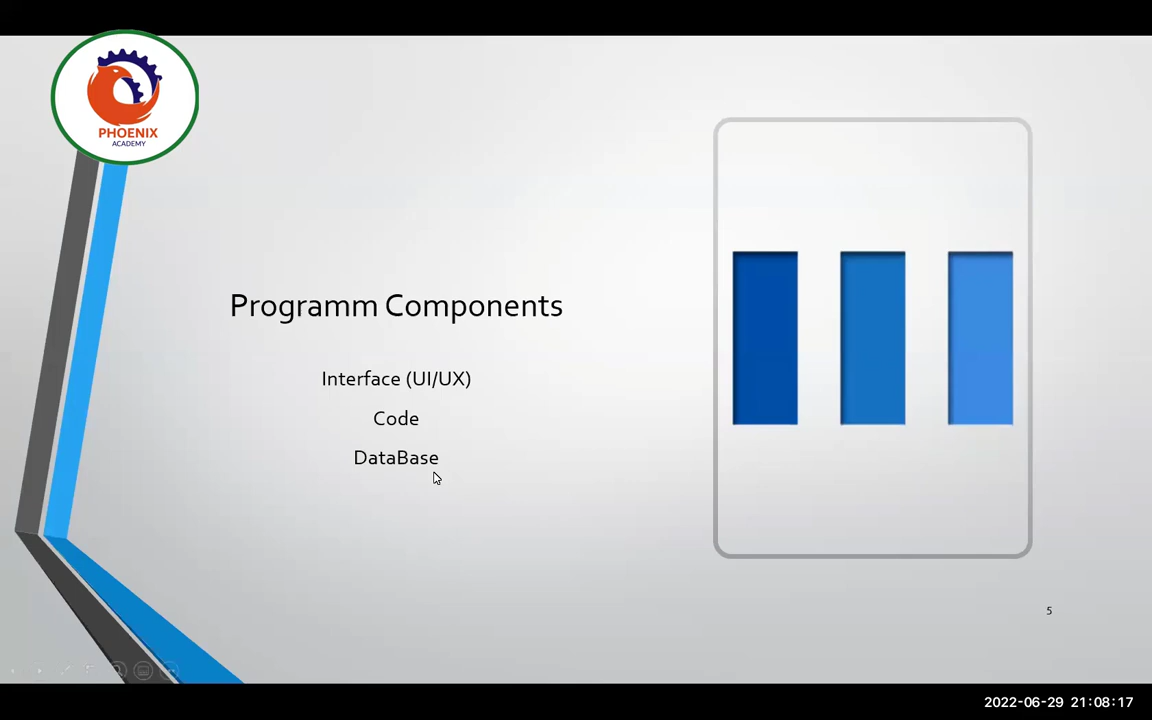 PHOENIX
ACADEMY
Programm Components
Interface (UI/UX)
Code
DataBase
5
2022-06-29 21:08:17